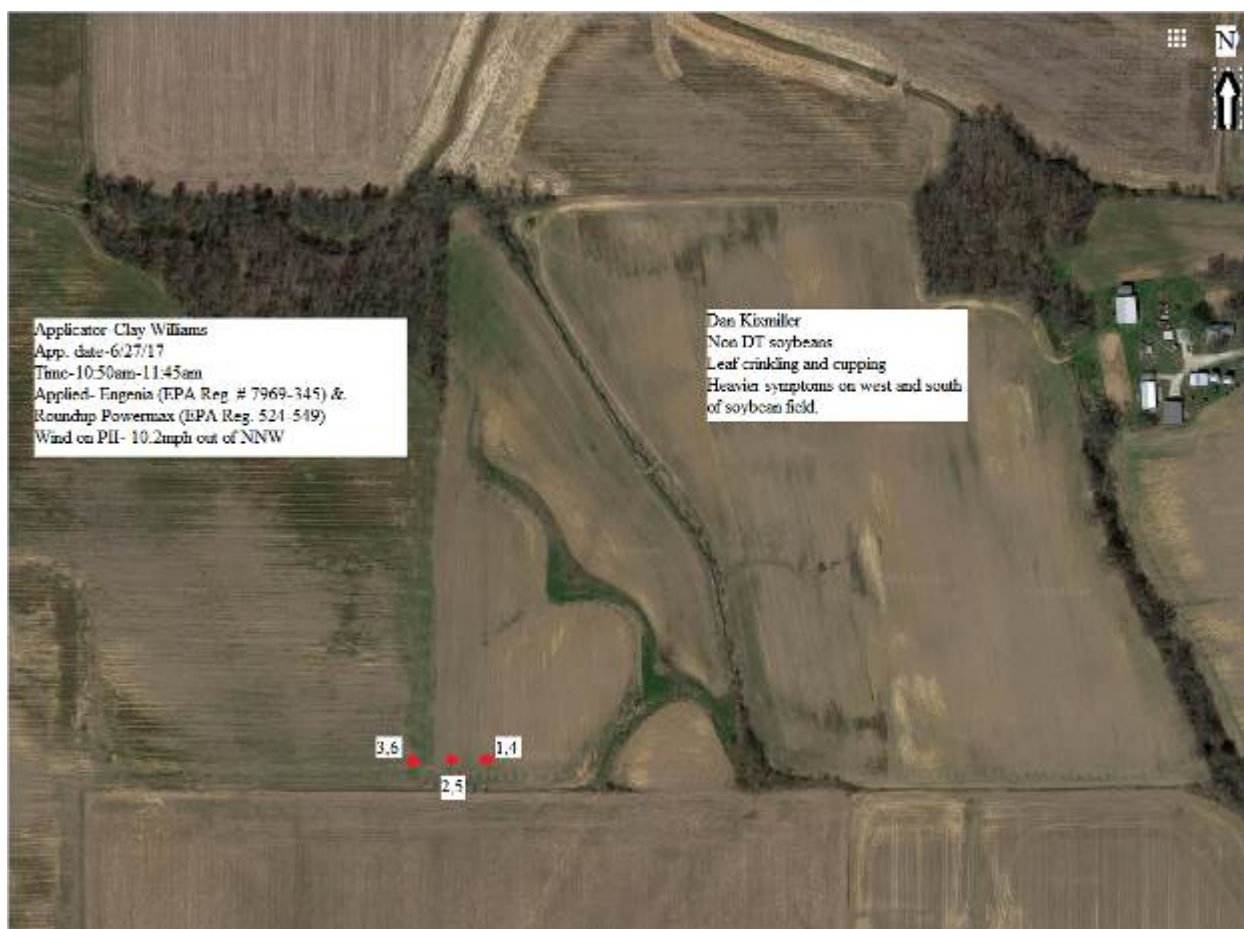 N
Applicator-Clay Williams
App. date-6/27/17
Time-10:50am-11:45am
Applied- Engenia (EPA Reg. # 7969-345) &
Roundup Powermax (EPA Reg. 524-549)
Wind on PII- 10.2mph out of NNW
Dan Kixmiller
Non DT soybeans
Leaf crinkling and cupping
Heavier symptoms on west and south
of soybean field.
3,6
1,4
2,5